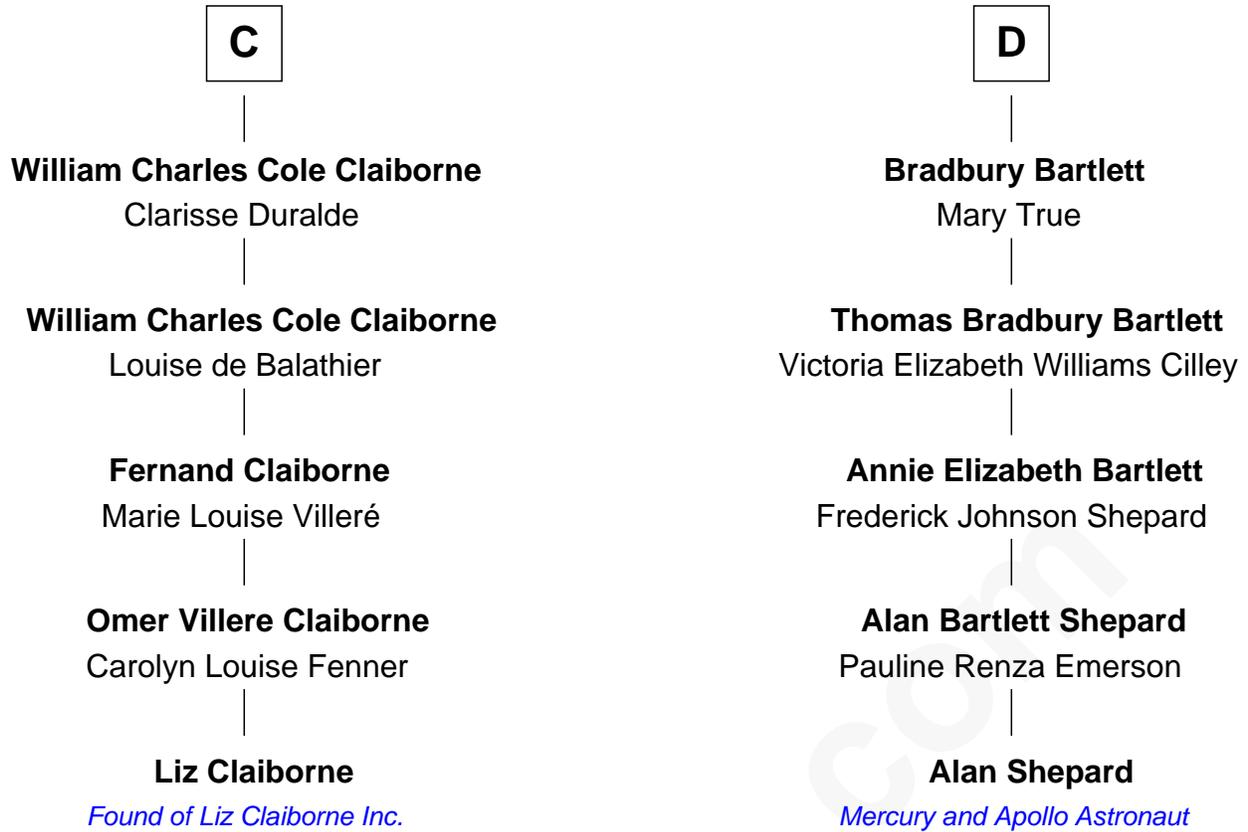 C
William Charles Cole Claiborne
Clarisse Duralde
William Charles Cole Claiborne
Louise de Balathier
Fernand Claiborne
Marie Louise Villeré
Omer Villere Claiborne
Carolyn Louise Fenner
Liz Claiborne
Found of Liz Claiborne Inc.
D
Bradbury Bartlett
Mary True
Thomas Bradbury Bartlett
Victoria Elizabeth Williams Cilley
Annie Elizabeth Bartlett
Frederick Johnson Shepard
Alan Bartlett Shepard
Pauline Renza Emerson
Alan Shepard
Mercury and Apollo Astronaut
com